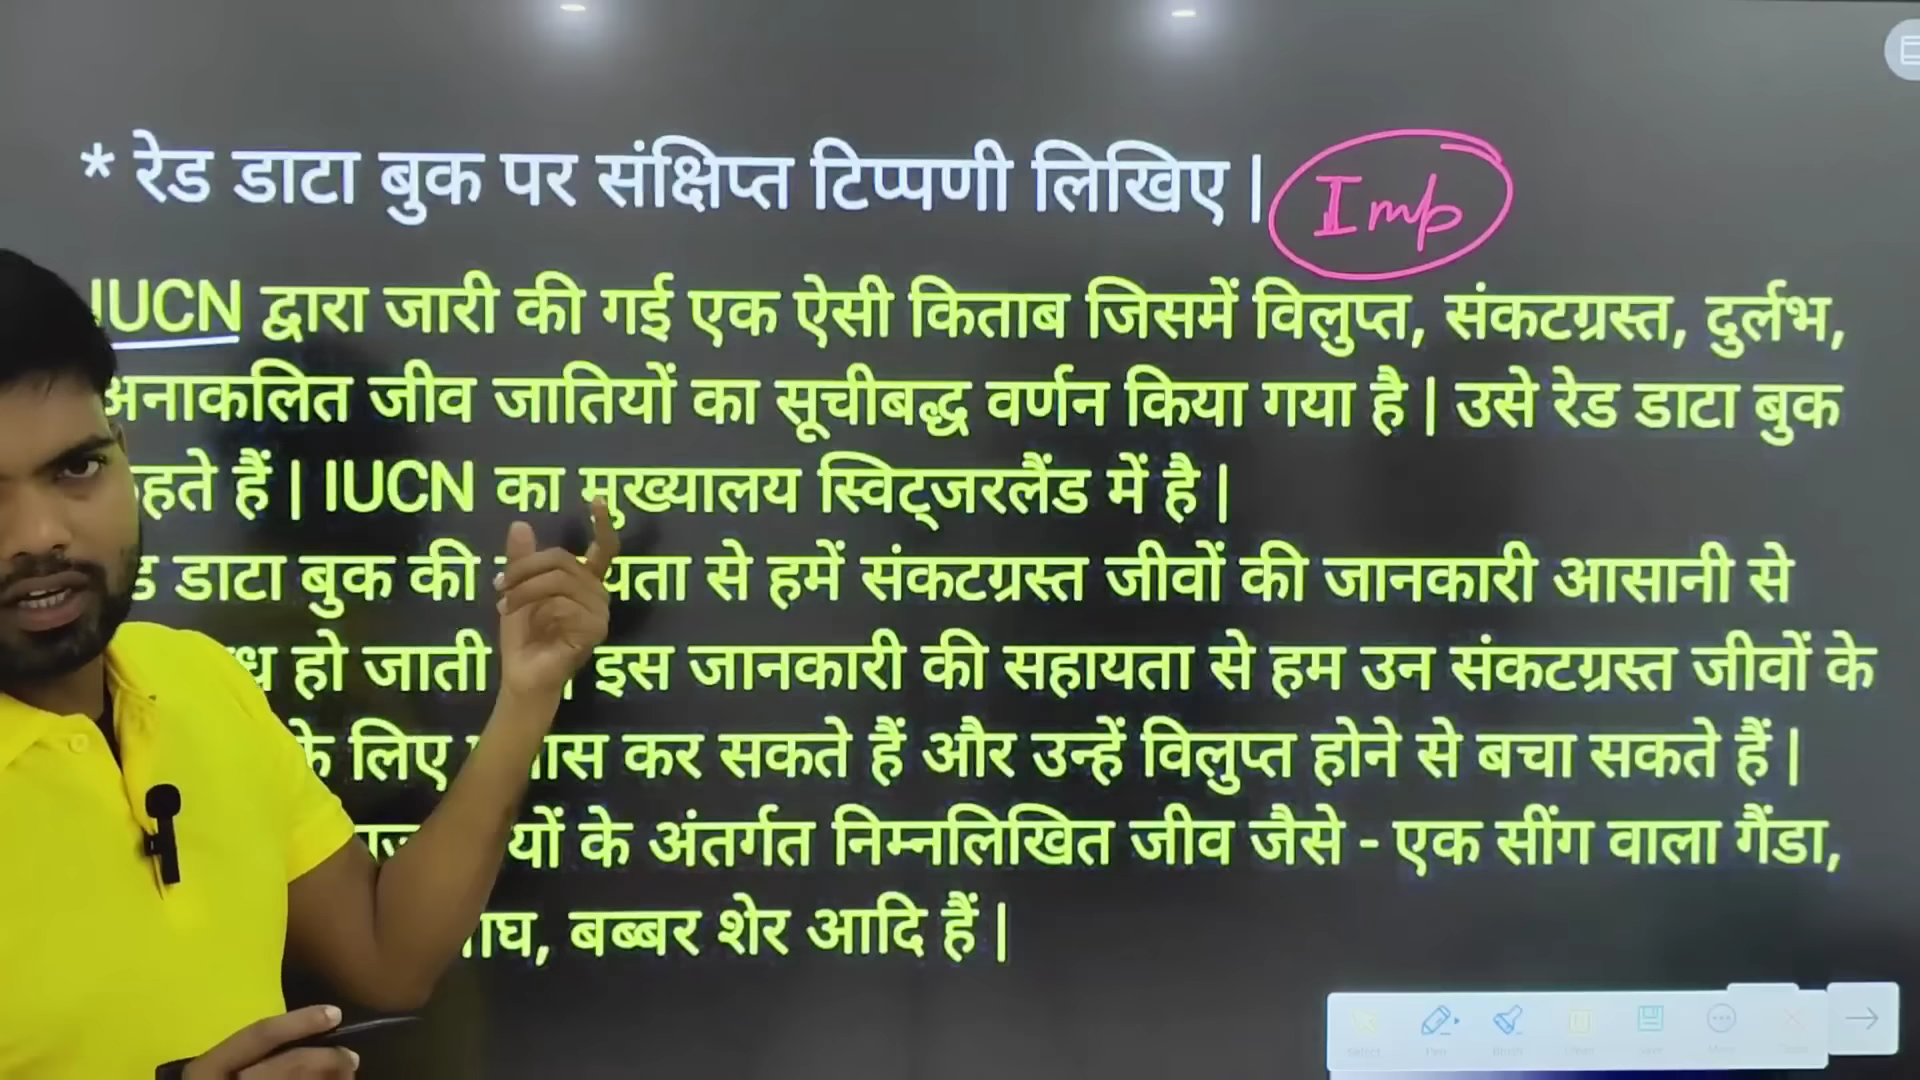 * रेड डाटा बुक पर संक्षिप्त टिप्पणी लिखिए |
Imp
IUCN द्वारा जारी की गई एक ऐसी किताब जिसमें विलुप्त, संकटग्रस्त, दुर्लभ,
अनाकलित जीव जातियों का सूचीबद्ध वर्णन किया गया है | उसे रेड डाटा बुक
हते हैं | IUCN का मुख्यालय स्विट्जरलैंड में है |
डाटा बुक की से हमें संकटग्रस्त जीवों की जानकारी आसानी से
हो जाती इस जानकारी की सहायता से हम उन संकटग्रस्त जीवों के
के लिए कर सकते हैं और उन्हें विलुप्त होने से बचा सकते हैं |
के अंतर्गत निम्नलिखित जीव जैसे - एक सींग वाला गैंडा,
बब्बर शेर आदि हैं |
Select Pen